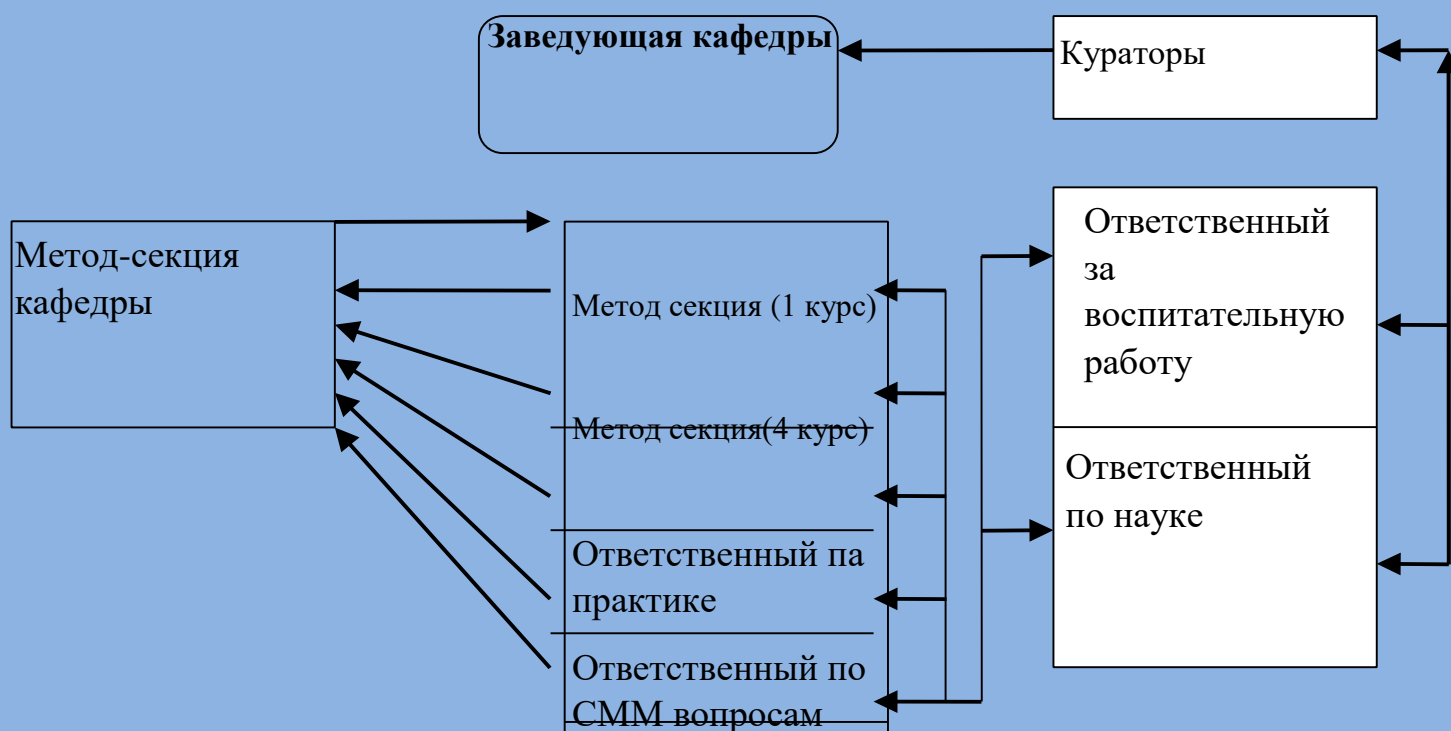 Заведующая кафедры
Кураторы
Метод-секция
кафедры
Метод секция (1 курс)
Метод секция(4 курс)
Ответственный па
практике
Ответственный по
СММ вопросам
Ответственный
за
воспитательную
работу
Ответственный
по науке